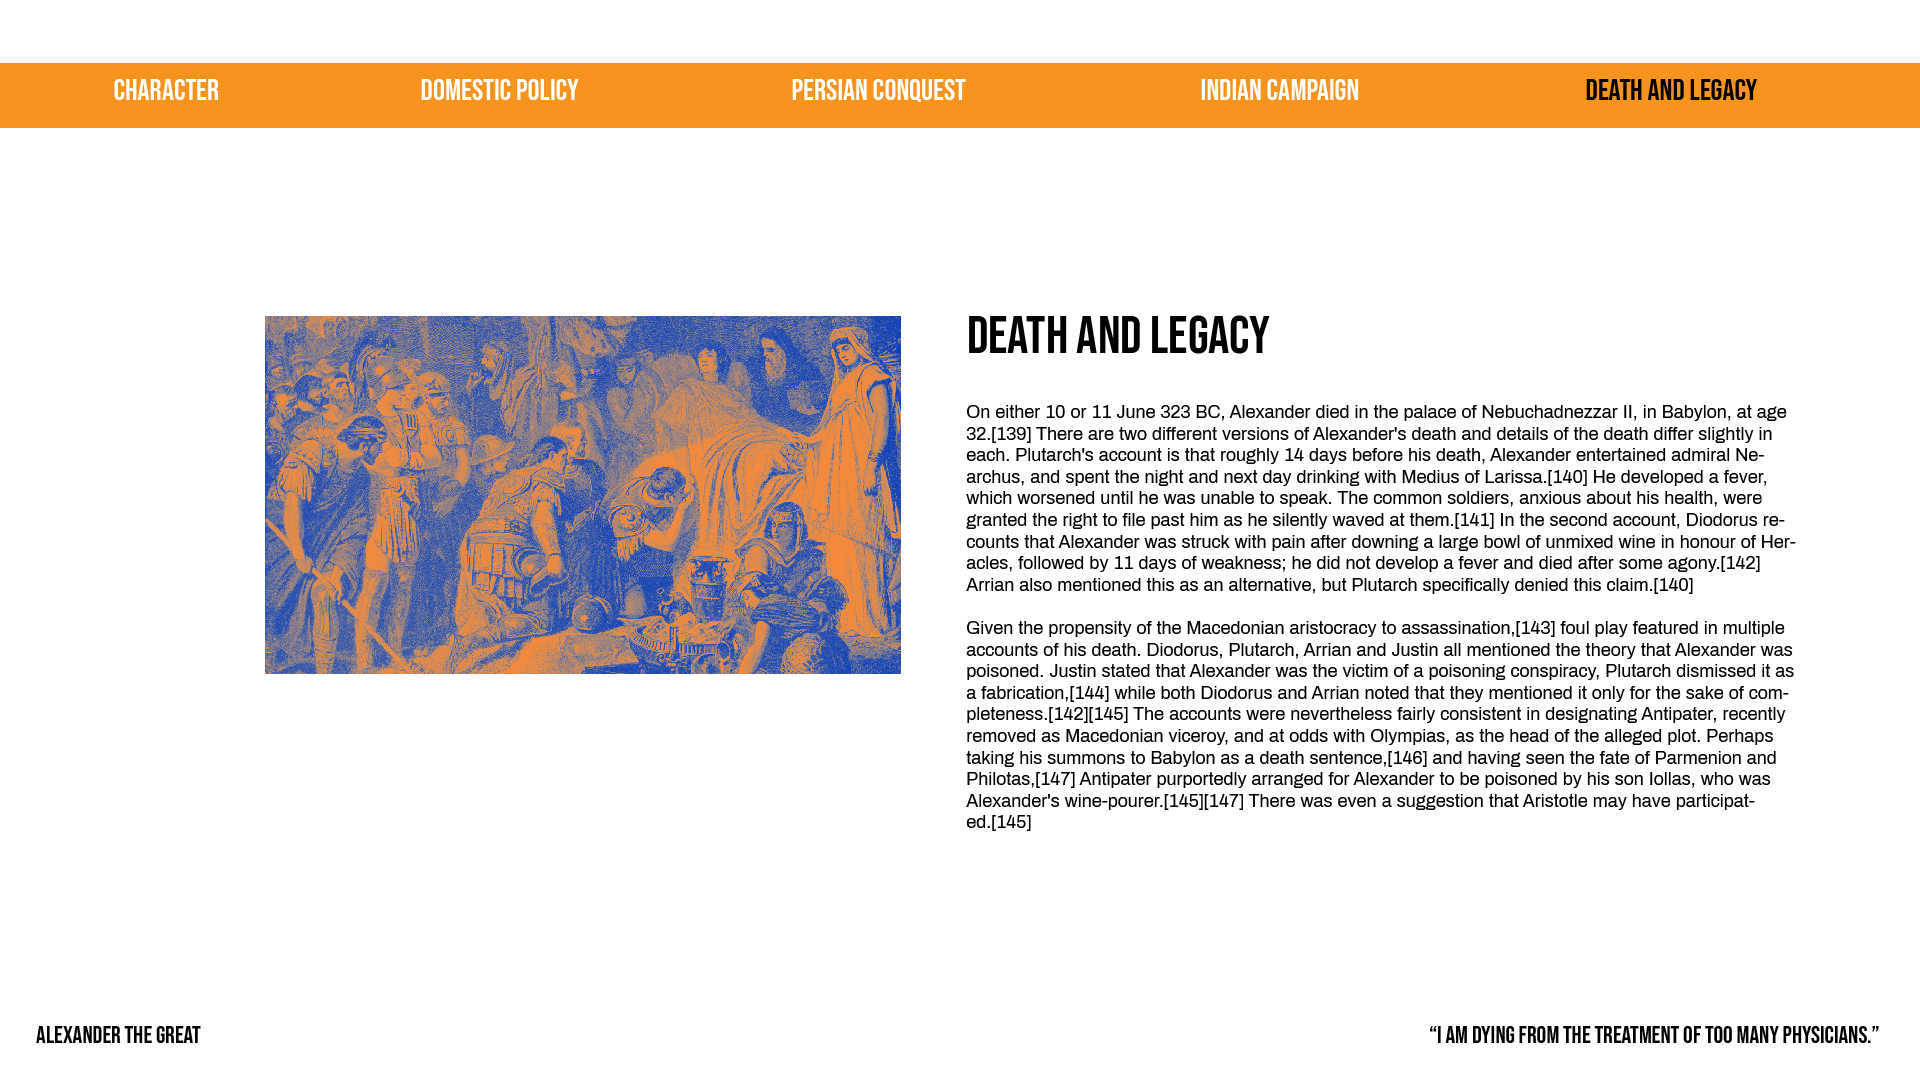 CHARACTER
DOMESTIC POLICY
PERSIAN CONQUEST
INDIAN CAMPAIGN
DEATH AND LEGACY
DEATH AND LEGACY
On either 10 or 11 June 323 BC, Alexander died in the palace of Nebuchadnezzar II, in Babylon, at age
32.[139] There are two different versions of Alexander's death and details of the death differ slightly in
each. Plutarch's account is that roughly 14 days before his death, Alexander entertained admiral Ne-
archus, and spent the night and next day drinking with Medius of Larissa.[140] He developed a fever,
which worsened until he was unable to speak. The common soldiers, anxious about his health, were
granted the right to file past him as he silently waved at them.[141] In the second account, Diodorus re-
counts that Alexander was struck with pain after downing a large bowl of unmixed wine in honour of Her-
acles, followed by 11 days of weakness; he did not develop a fever and died after some agony.[142]
Arrian also mentioned this as an alternative, but Plutarch specifically denied this claim.[140]
Given the propensity of the Macedonian aristocracy to assassination,[143] foul play featured in multiple
accounts of his death. Diodorus, Plutarch, Arrian and Justin all mentioned the theory that Alexander was
poisoned. Justin stated that Alexander was the victim of a poisoning conspiracy, Plutarch dismissed it as
a fabrication,[144] while both Diodorus and Arrian noted that they mentioned it only for the sake of com-
pleteness.[142][145] The accounts were nevertheless fairly consistent in designating Antipater, recently
removed as Macedonian viceroy, and at odds with Olympias, as the head of the alleged plot. Perhaps
taking his summons to Babylon as a death sentence,[146] and having seen the fate of Parmenion and
Philotas,[147] Antipater purportedly arranged for Alexander to be poisoned by his son Iollas, who was
Alexander's wine-pourer.[145][147] There was even a suggestion that Aristotle may have participat-
ed.[145]
ALEXANDER THE GREAT
“I AM DYING FROM THE TREATMENT OF TOO MANY PHYSICIANS.”